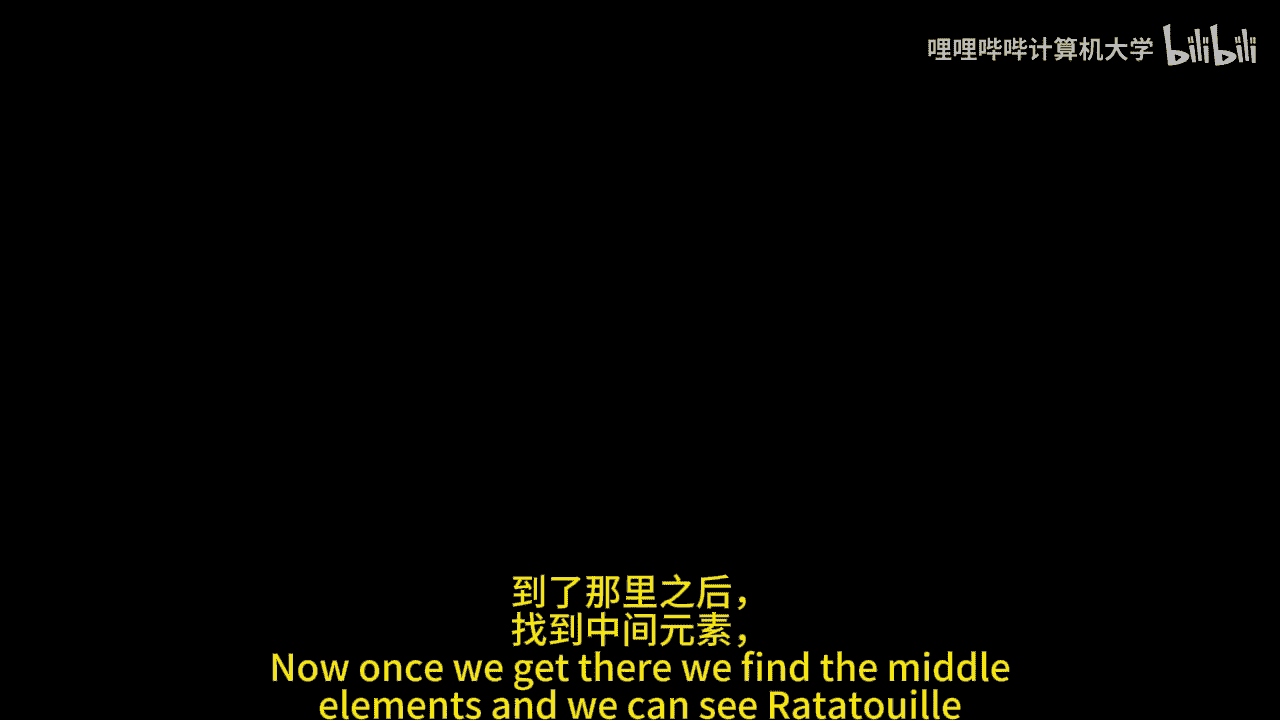 哩哩哔哔计算机大学 bilibili
到了那里之后，
找到中间元素，
Now once we get there we find the middle
elements and we can see Ratatouille